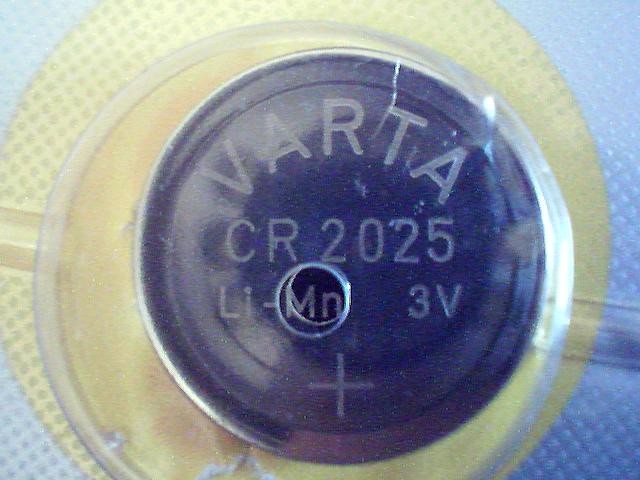 VARTA
CR 2025
Li-Mn 3V
+